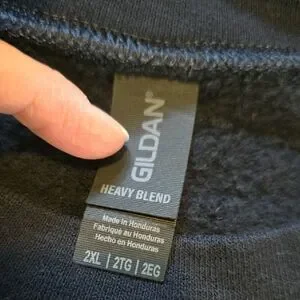 GILDAN®
HEAVY BLEND
Made in Honduras
Fabriqué au Honduras
Hecho en Honduras
2XL | 2TG | 2EG